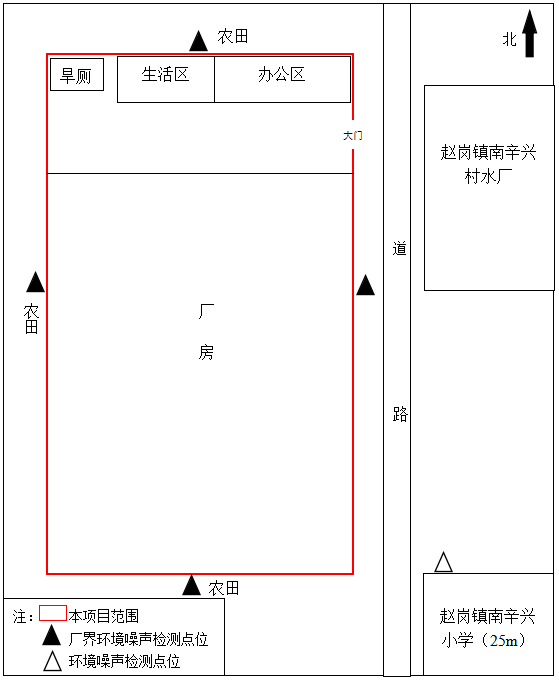 农田
北
旱厕
生活区
办公区
大门
赵岗镇南辛兴
村水厂
道
路
农
田
厂
房
农田
注：
本项目范围
厂界环境噪声检测点位
环境噪声检测点位
赵岗镇南辛兴
小学（25m）